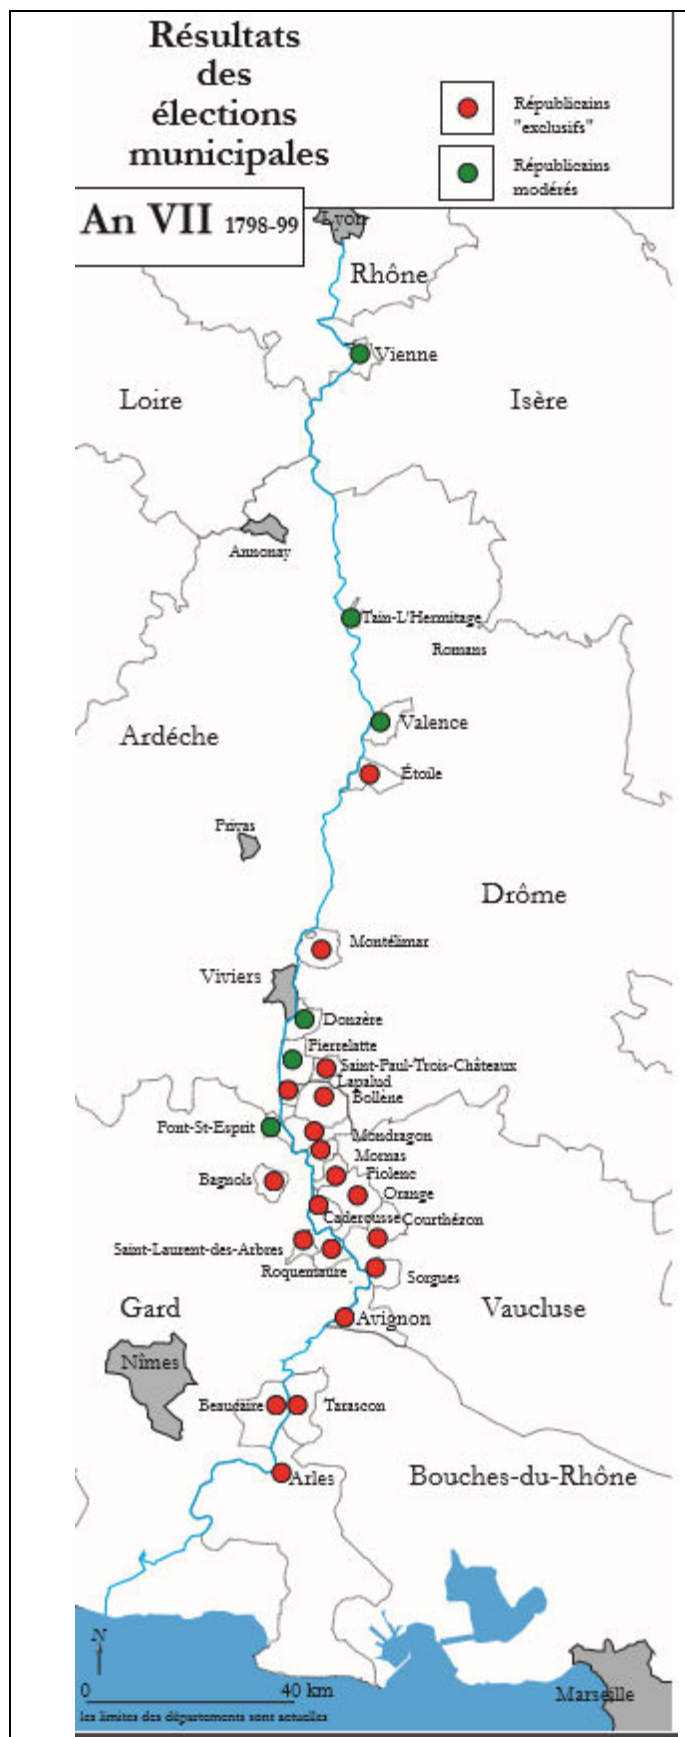 Résultats
des
élections
municipales
Républicains
"exclusifs"
Républicains
modérés
An VII 1798-99
Lyon
Rhône
Vienne
Loire
Isère
Annonay
Tain-L'Hermitage
Romans
Valence
Ardéche
Étoile
Privas
Drôme
Montélimar
Viviers
Donzère
Pierrelatte
Saint-Paul-Trois-Châteaux
Lapalud
Bollène
Pont-St-Esprit
Mondragon
Mornas
Piolenc
Bagnols
Orange
Caderousse
Courthézon
Saint-Laurent-des-Arbres
Roquemaure
Sorgues
Gard
Vaucluse
Avignon
Nîmes
Beaucaire
Tarascon
Arles
Bouches-du-Rhône
N
0
40 km
Marseille
les limites des départements sont actuelles